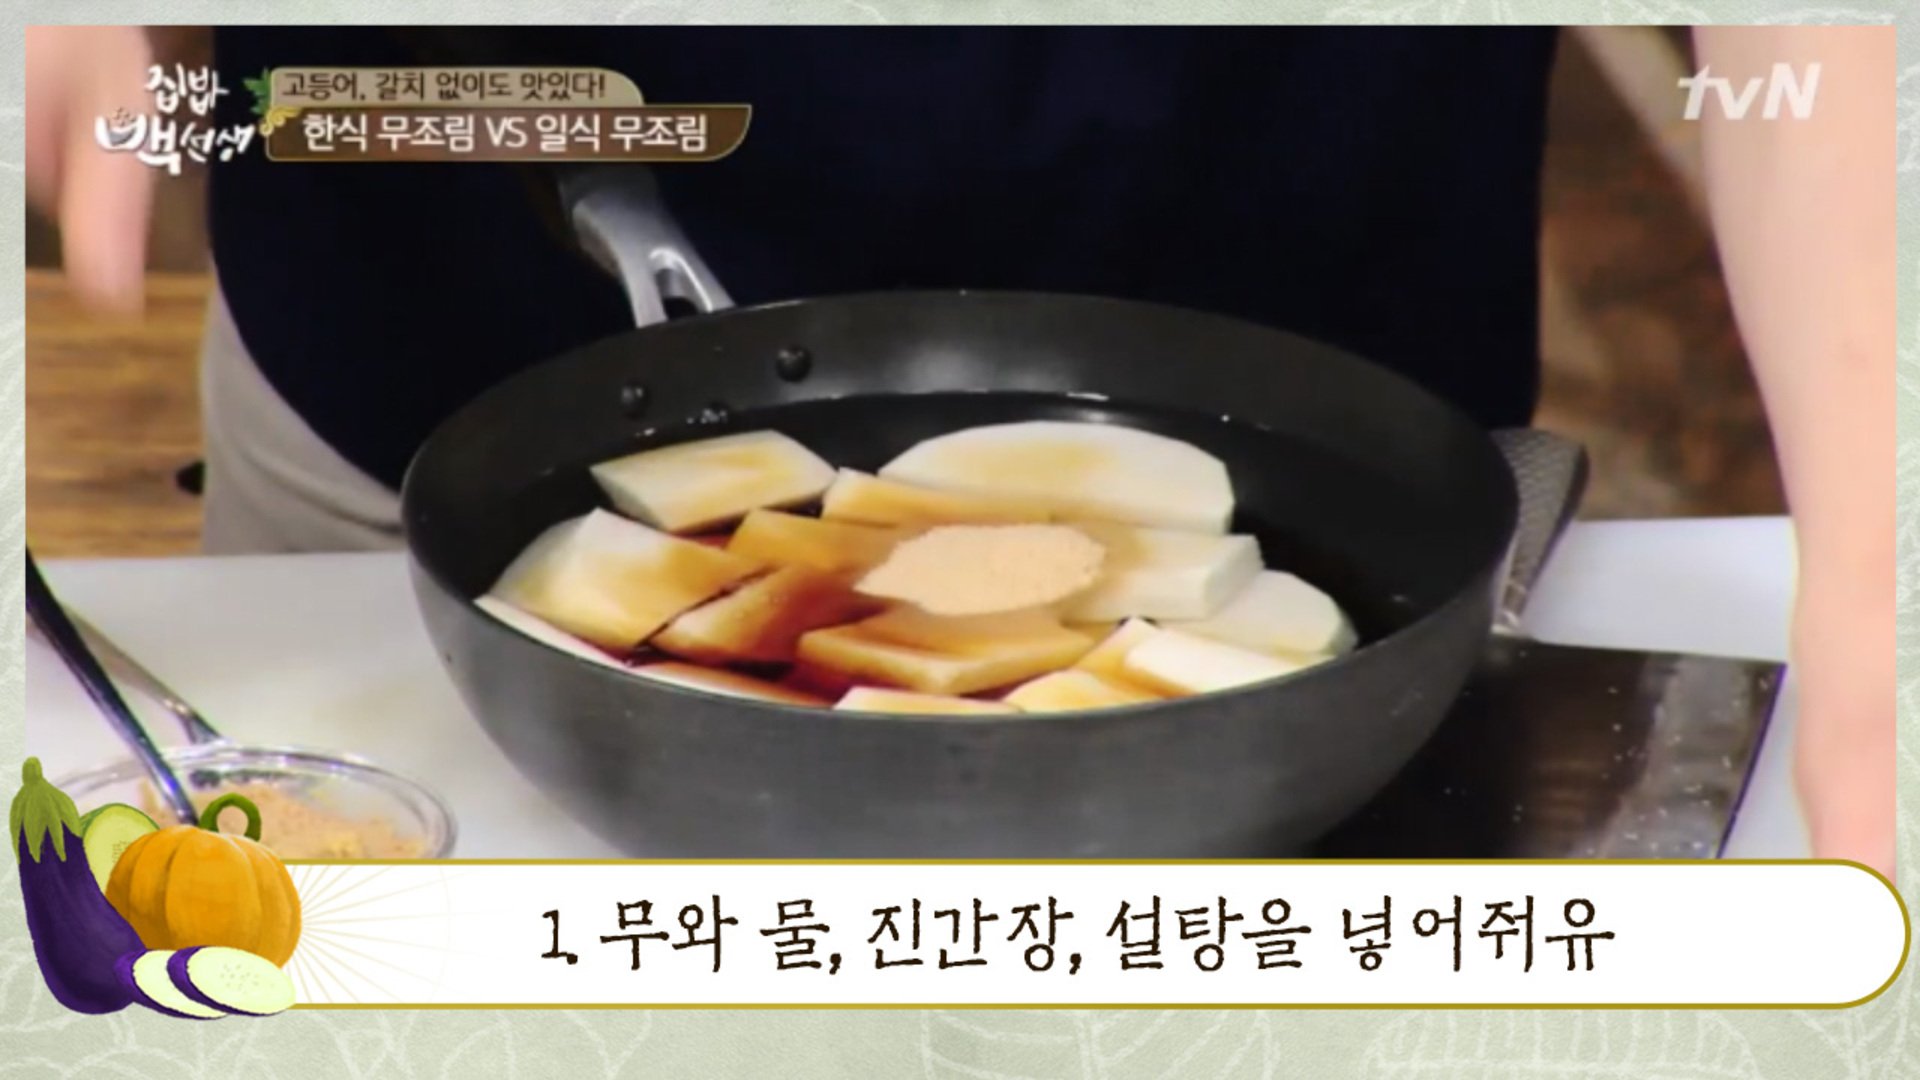 집밥
백선생
고등어, 갈치 없이도 맛있다!
한식 무조림 VS 일식 무조림
tvN
1. 무와 물, 진간장, 설탕을 넣어줘유